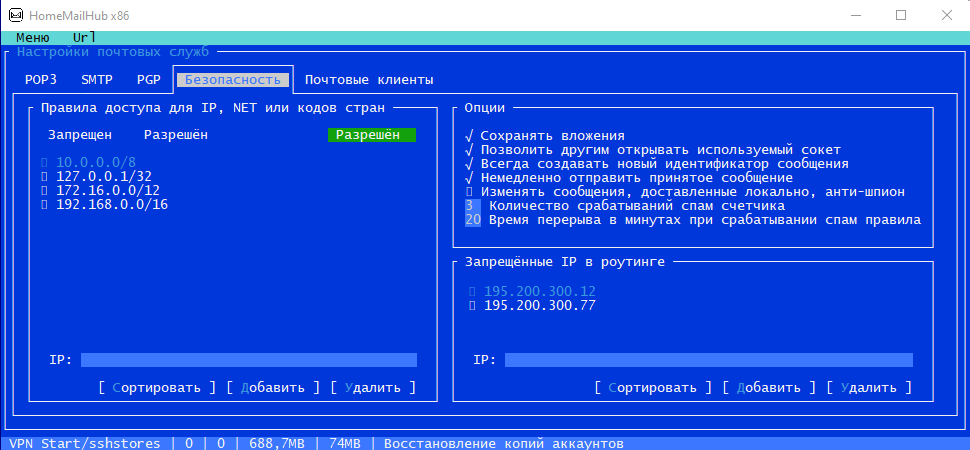 HomeMailHub x86
Меню Url
Настройки почтовых служб
POP3 SMTP PGP Безопасность Почтовые клиенты
Правила доступа для IP, NET или кодов стран
Запрещен Разрешён Разрешён
10.0.0.0/8
127.0.0.1/32
172.16.0.0/12
192.168.0.0/16
IP:
[ Сортировать ] [ Добавить ] [ Удалить ]
Опции
√ Сохранять вложения
√ Позволить другим открывать используемый сокет
√ Всегда создавать новый идентификатор сообщения
√ Немедленно отправить принятое сообщение
Изменять сообщения, доставленные локально, анти-шпион
3 Количество срабатываний спам счетчика
20 Время перерыва в минутах при срабатывании спам правила
Запрещённые IP в роутинге
195.200.300.12
195.200.300.77
IP:
[ Сортировать ] [ Добавить ] [ Удалить ]
VPN Start/sshstores | 0 | 0 | 688,7MB | 74MB | Восстановление копий аккаунтов